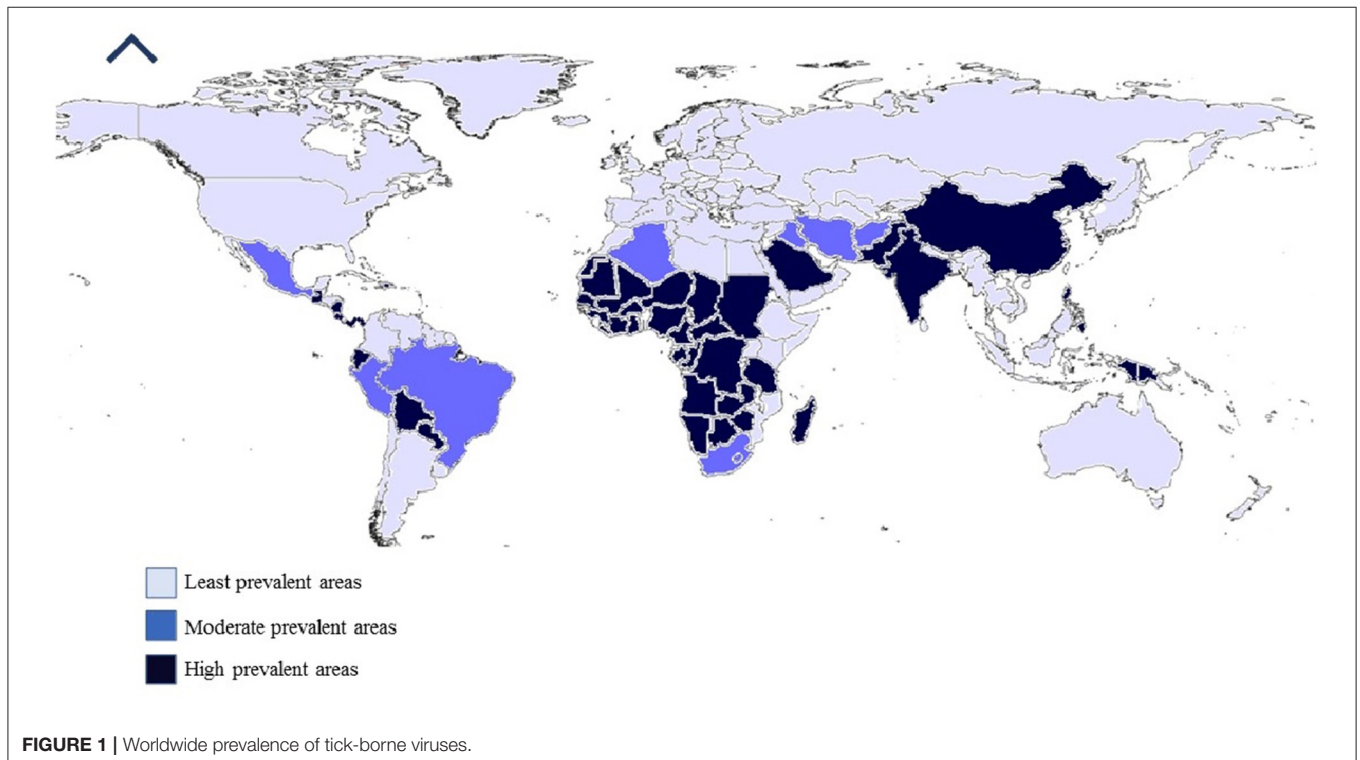 Least prevalent areas
Moderate prevalent areas
High prevalent areas
FIGURE 1 | Worldwide prevalence of tick-borne viruses.